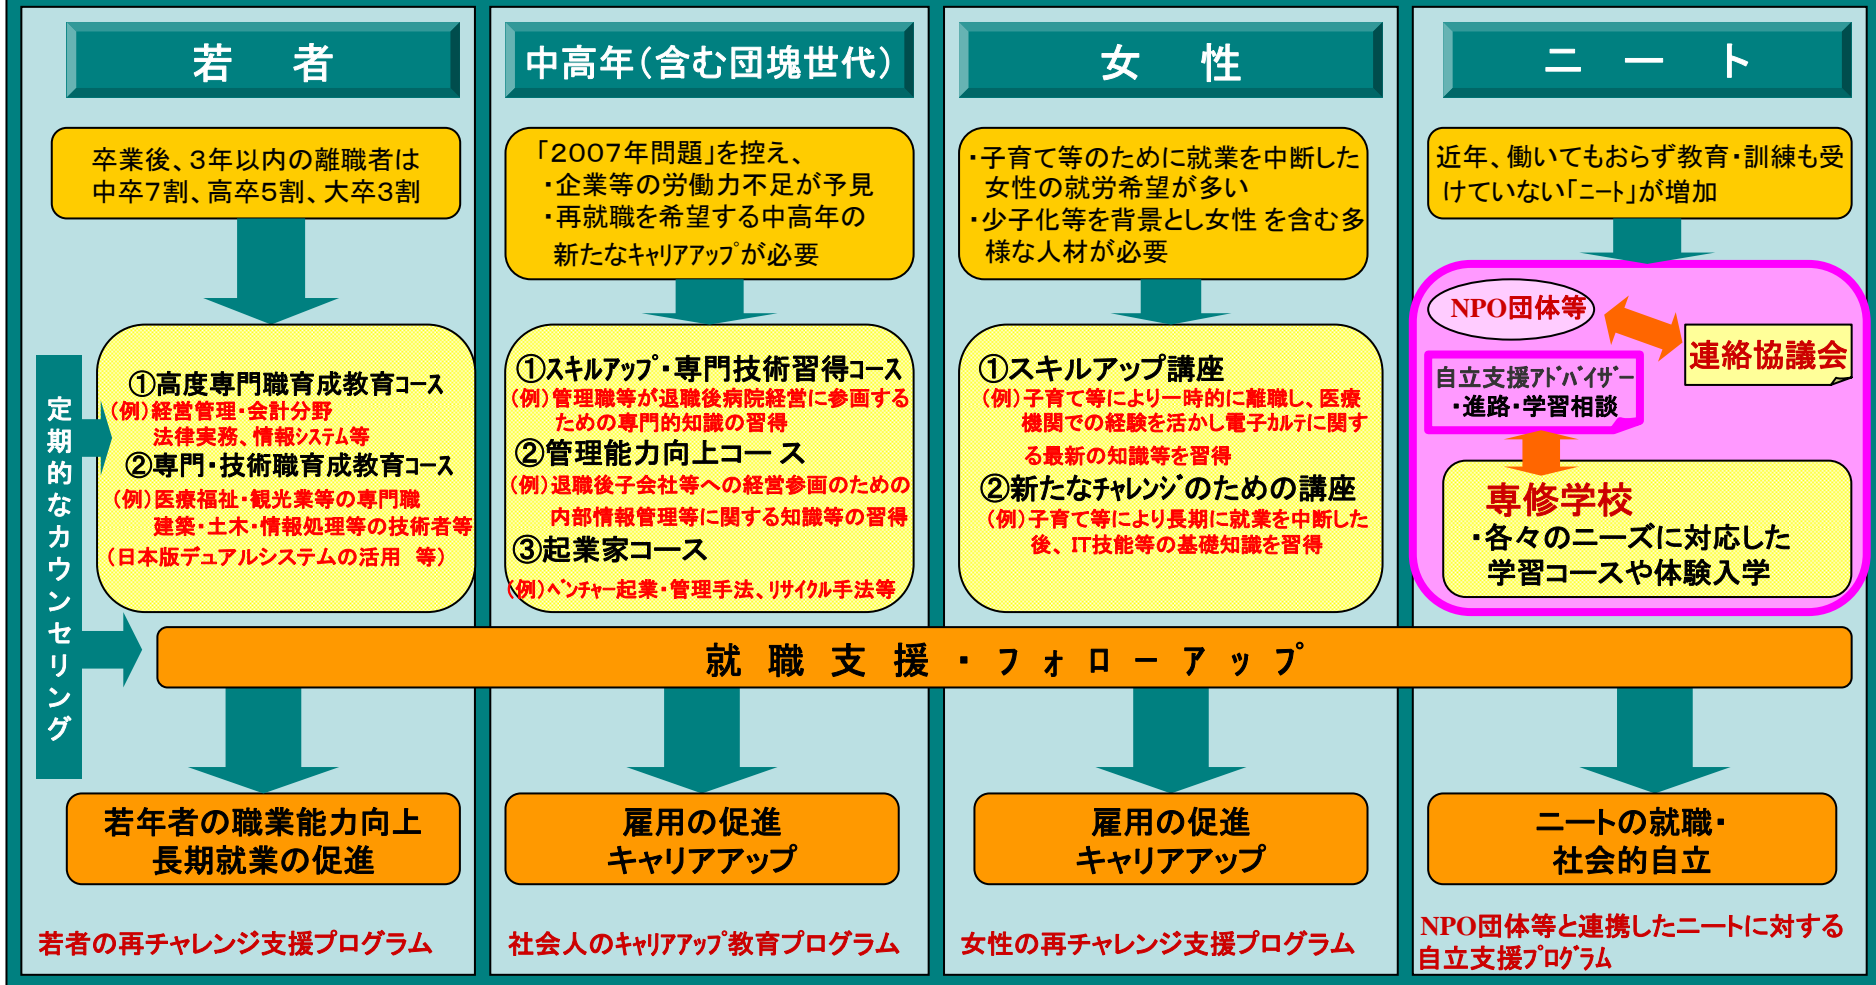 若　者
卒業後、3年以内の離職者は
中卒7割、高卒5割、大卒3割
定期的なカウンセリング
①高度専門職育成教育ｺｰｽ
（例）経営管理・会計分野
法律実務、情報ｼｽﾃﾑ等
②専門・技術職育成教育ｺｰｽ
（例）医療福祉・観光業等の専門職
建築・土木・情報処理等の技術者等
（日本版デュアルシステムの活用　等）
中高年（含む団塊世代）
「2007年問題」を控え、
・企業等の労働力不足が予見
・再就職を希望する中高年の
新たなｷｬﾘｱｱｯﾌﾟが必要
①ｽｷﾙｱｯﾌﾟ・専門技術習得ｺｰｽ
（例）管理職等が退職後病院経営に参画する
ための専門的知識の習得
②管理能力向上コース
（例）退職後子会社等への経営参画のための
内部情報管理等に関する知識等の習得
③起業家コース
（例）ﾍﾞﾝﾁｬｰ起業・管理手法、ﾘｻｲｸﾙ手法等
女　性
・子育て等のために就業を中断した
女性の就労希望が多い
・少子化等を背景とし女性 を含む多
様な人材が必要
①スキルアップ講座
（例）子育て等により一時的に離職し、医療
機関での経験を活かし電子ｶﾙﾃに関す
る最新の知識等を習得
②新たなﾁｬﾚﾝｼﾞのための講座
（例）子育て等により長期に就業を中断した
後、IT技能等の基礎知識を習得
ニ　ー　ト
近年、働いてもおらず教育・訓練も受
けていない「ﾆｰﾄ」が増加
NPO団体等
連絡協議会
自立支援ｱﾄﾞﾊﾞｲｻﾞｰ
・進路・学習相談
専修学校
・各々のニーズに対応した
学習コースや体験入学
就職支援・フォローアップ
若年者の職業能力向上
長期就業の促進
雇用の促進
キャリアアップ
雇用の促進
キャリアアップ
ニートの就職・
社会的自立
若者の再チャレンジ支援プログラム
社会人のｷｬﾘｱｱｯﾌﾟ教育プログラム
女性の再チャレンジ支援プログラム
NPO団体等と連携したニートに対する
自立支援ﾌﾟﾛｸﾞﾗﾑ